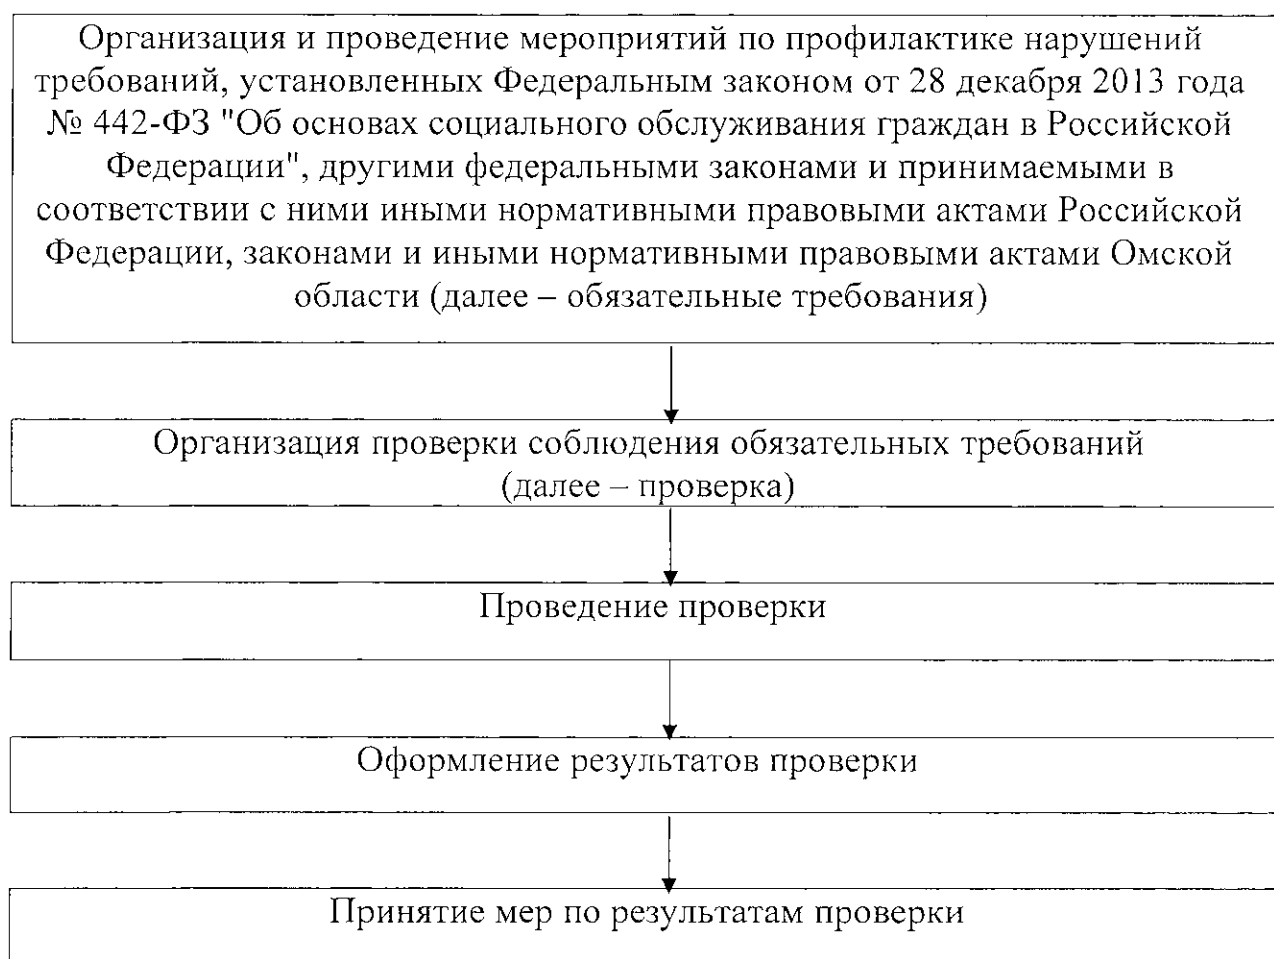 Организация и проведение мероприятий по профилактике нарушений
требований, установленных Федеральным законом от 28 декабря 2013 года
№ 442-ФЗ "Об основах социального обслуживания граждан в Российской
Федерации", другими федеральными законами и принимаемыми в
соответствии с ними иными нормативными правовыми актами Российской
Федерации, законами и иными нормативными правовыми актами Омской
области (далее – обязательные требования)
Организация проверки соблюдения обязательных требований
(далее – проверка)
Проведение проверки
Оформление результатов проверки
Принятие мер по результатам проверки